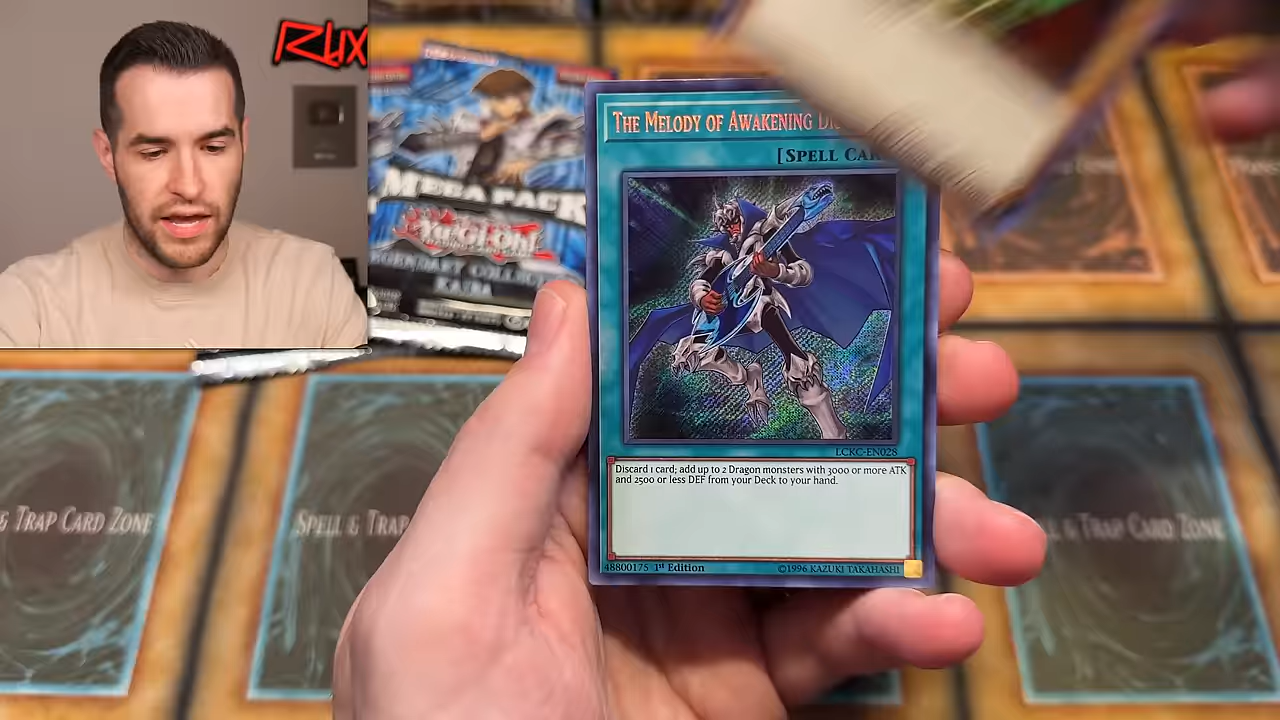 RUX
MEGA PACK
YU-GI-OH!
LEGENDARY COLLECTION
KAIBA
THE MELODY OF AWAKENING
[SPELL CAR
LCKC-EN028
Discard 1 card; add up to 2 Dragon monsters with 3000 or more ATK
and 2500 or less DEF from your Deck to your hand.
48800175 1st Edition
©1996 KAZUKI TAKAHASHI
& TRAP CARD ZONE
SPELL & TRAP
& TRAP CARD ZONE